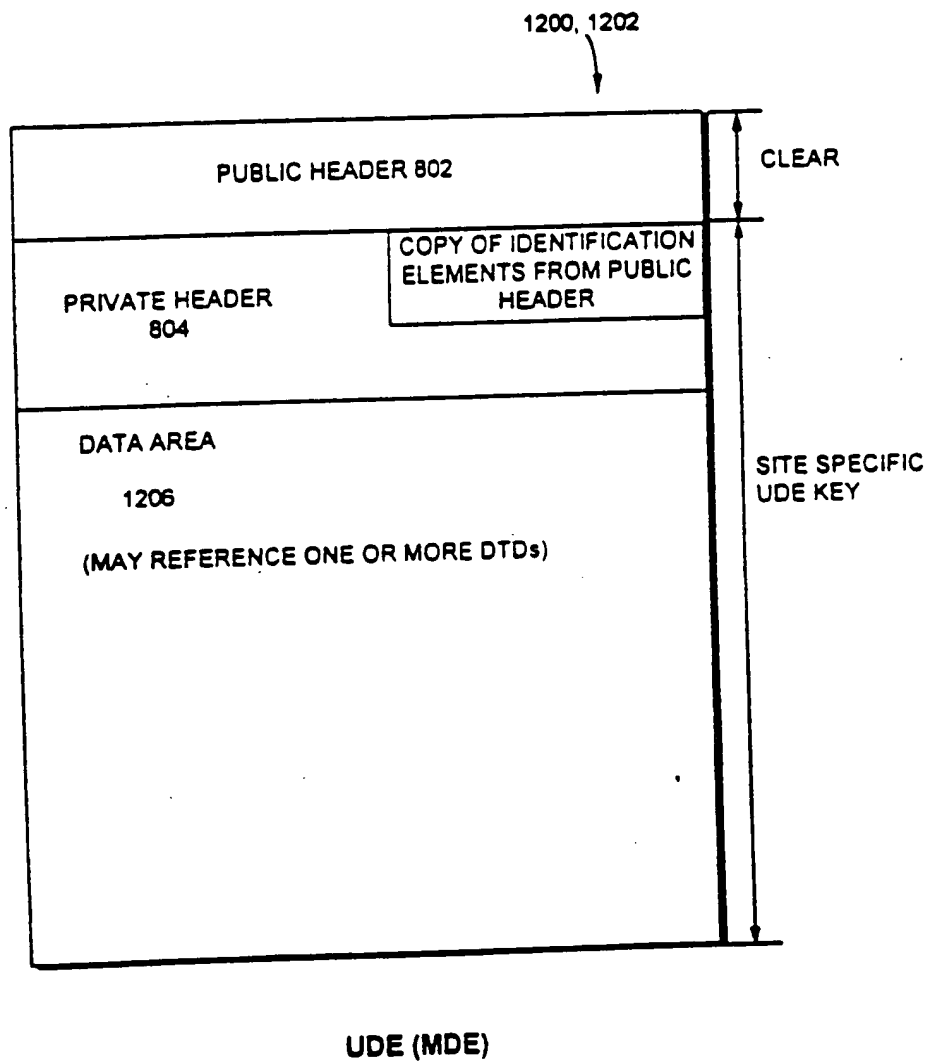 1200, 1202
PUBLIC HEADER 802
CLEAR
COPY OF IDENTIFICATION
ELEMENTS FROM PUBLIC
HEADER
PRIVATE HEADER
804
DATA AREA
1206
(MAY REFERENCE ONE OR MORE DTDs)
SITE SPECIFIC
UDE KEY
UDE (MDE)